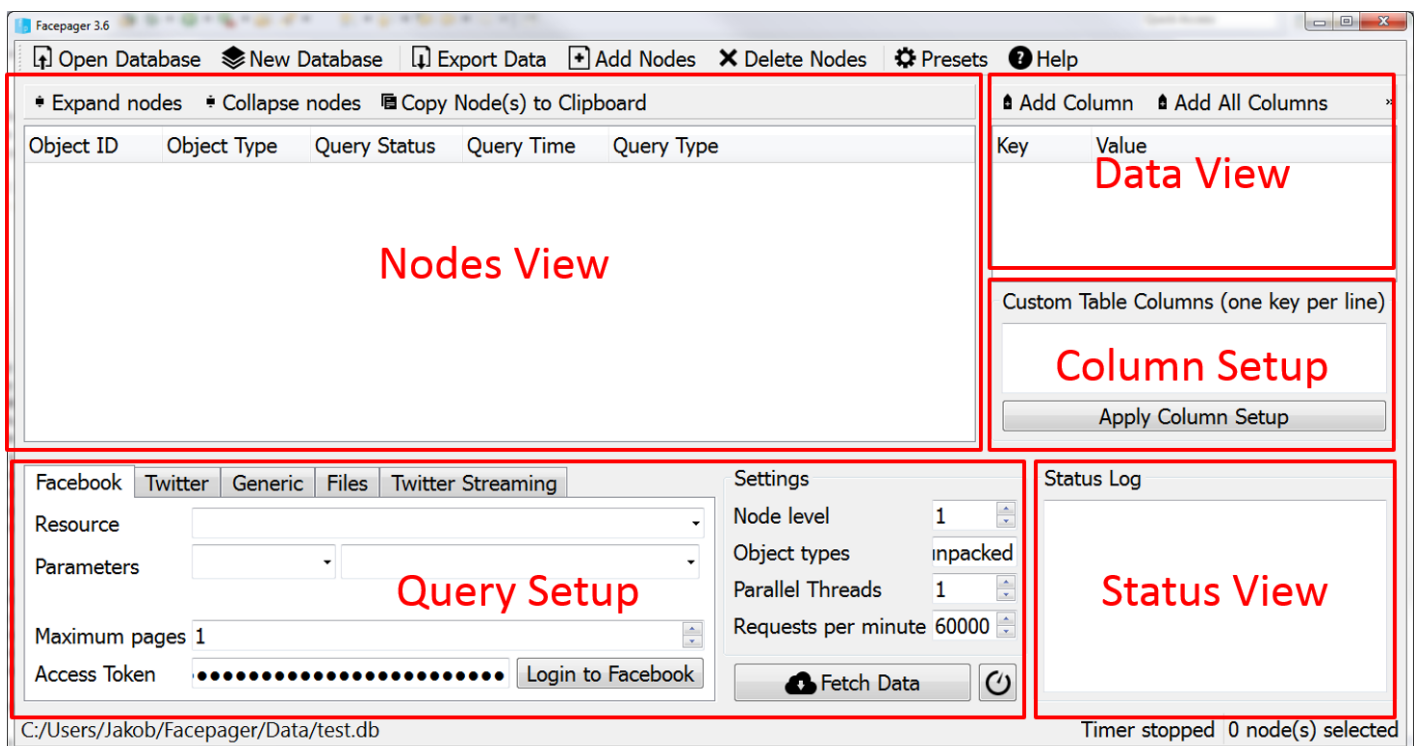 Facepager 3.6
Open Database New Database Export Data Add Nodes Delete Nodes Presets Help
Expand nodes Collapse nodes Copy Node(s) to Clipboard
Object ID Object Type Query Status Query Time Query Type
Nodes View
Add Column Add All Columns »
Key Value
Data View
Custom Table Columns (one key per line)
Column Setup
Apply Column Setup
Facebook Twitter Generic Files Twitter Streaming
Resource
Parameters
Query Setup
Maximum pages 1
Access Token Login to Facebook
Settings
Node level 1
Object types unpacked
Parallel Threads 1
Requests per minute 60000
Fetch Data
Status Log
Status View
C:/Users/Jakob/Facepager/Data/test.db
Timer stopped 0 node(s) selected